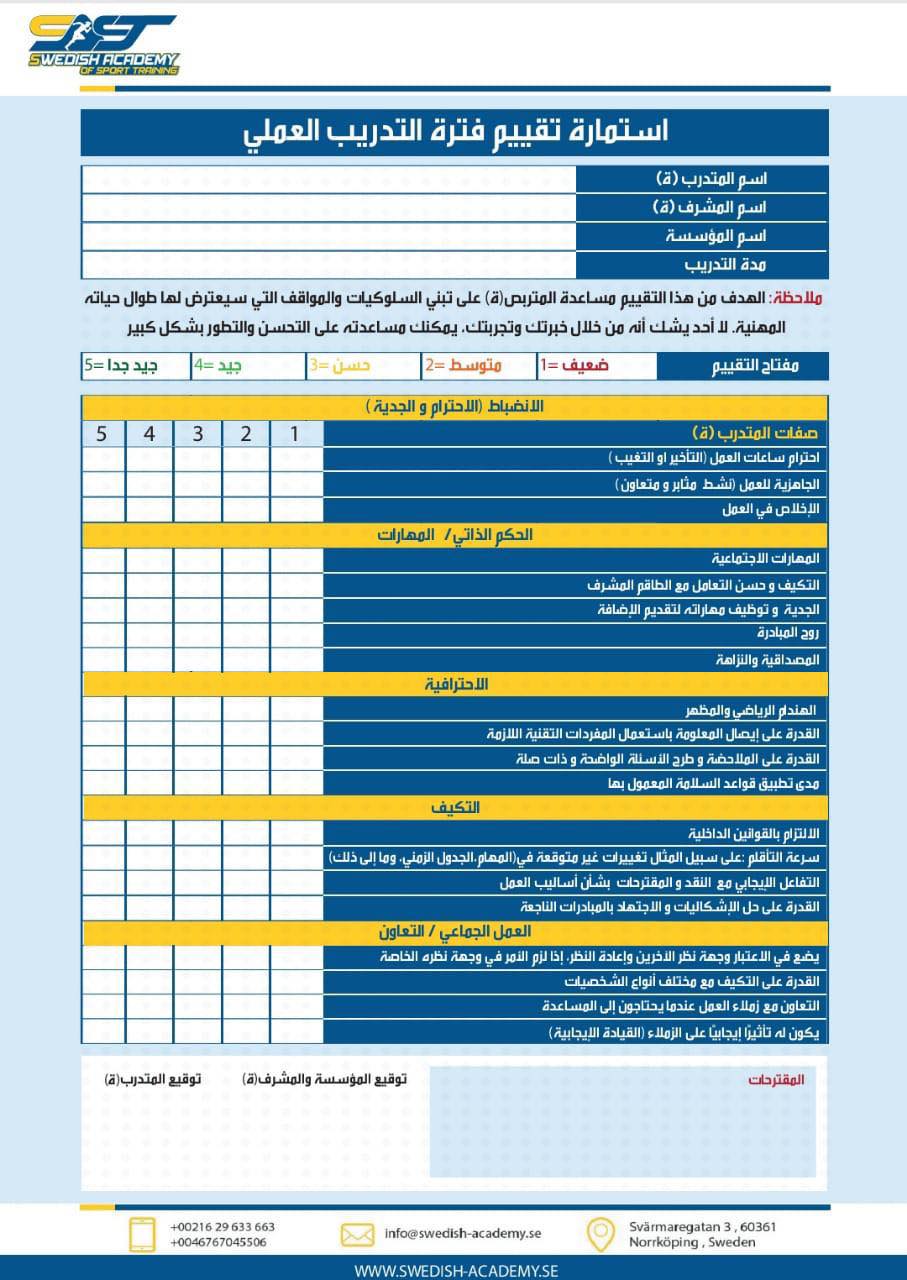 SAST
SWEDISH ACADEMY
OF SPORT TRAINING
استمارة تقييم فترة التدريب العملي
اسم المتدرب (ة)
اسم المشرف (ة)
اسم المؤسسة
مدة التدريب
ملاحظة: الهدف من هذا التقييم مساعدة المتربص(ة) على تبني السلوكيات والمواقف التي سيعترض لها طوال حياته
المهنية. لا أحد يشك أنه من خلال خبرتك وتجربتك، يمكنك مساعدته على التحسن والتطور بشكل كبير
مفتاح التقييم ضعيف =1 متوسط =2 حسن =3 جيد =4 جيد جدا =5
الانضباط (الاحترام و الجدية )
صفات المتدرب (ة) 1 2 3 4 5
احترام ساعات العمل (التأخير او التغيب )
الجاهزية للعمل (نشط مثابر و متعاون )
الإخلاص في العمل
الحكم الذاتي/ المهارات
المهارات الاجتماعية
التكيف و حسن التعامل مع الطاقم المشرف
الجدية و توظيف مهاراته لتقديم الإضافة
روح المبادرة
المصداقية والنزاهة
الاحترافية
الهندام الرياضي والمظهر
القدرة على إيصال المعلومة باستعمال المفردات التقنية اللازمة
القدرة على الملاحضة و طرح الأسئلة الواضحة و ذات صلة
مدى تطبيق قواعد السلامة المعمول بها
التكيف
الالتزام بالقوانين الداخلية
سرعة التأقلم :على سبيل المثال تغييرات غير متوقعة في(المهام،الجدول الزمني، وما إلى ذلك)
التفاعل الإيجابي مع النقد و المقترحات بشأن أساليب العمل
القدرة على حل الإشكاليات و الاجتهاد بالمبادرات الناجعة
العمل الجماعي / التعاون
يضع في الاعتبار وجهة نظر الآخرين وإعادة النظر، إذا لزم الأمر في وجهة نظره الخاصة
القدرة على التكيف مع مختلف أنواع الشخصيات
التعاون مع زملاء العمل عندما يحتاجون إلى المساعدة
يكون له تأثيرًا إيجابيًا على الزملاء (القيادة الإيجابية)
المقترحات
توقيع المؤسسة والمشرف(ة)
توقيع المتدرب(ة)
+00216 29 633 663
+0046767045506
info@swedish-academy.se
Svärmaregatan 3 , 60361
Norrköping , Sweden
WWW.SWEDISH-ACADEMY.SE